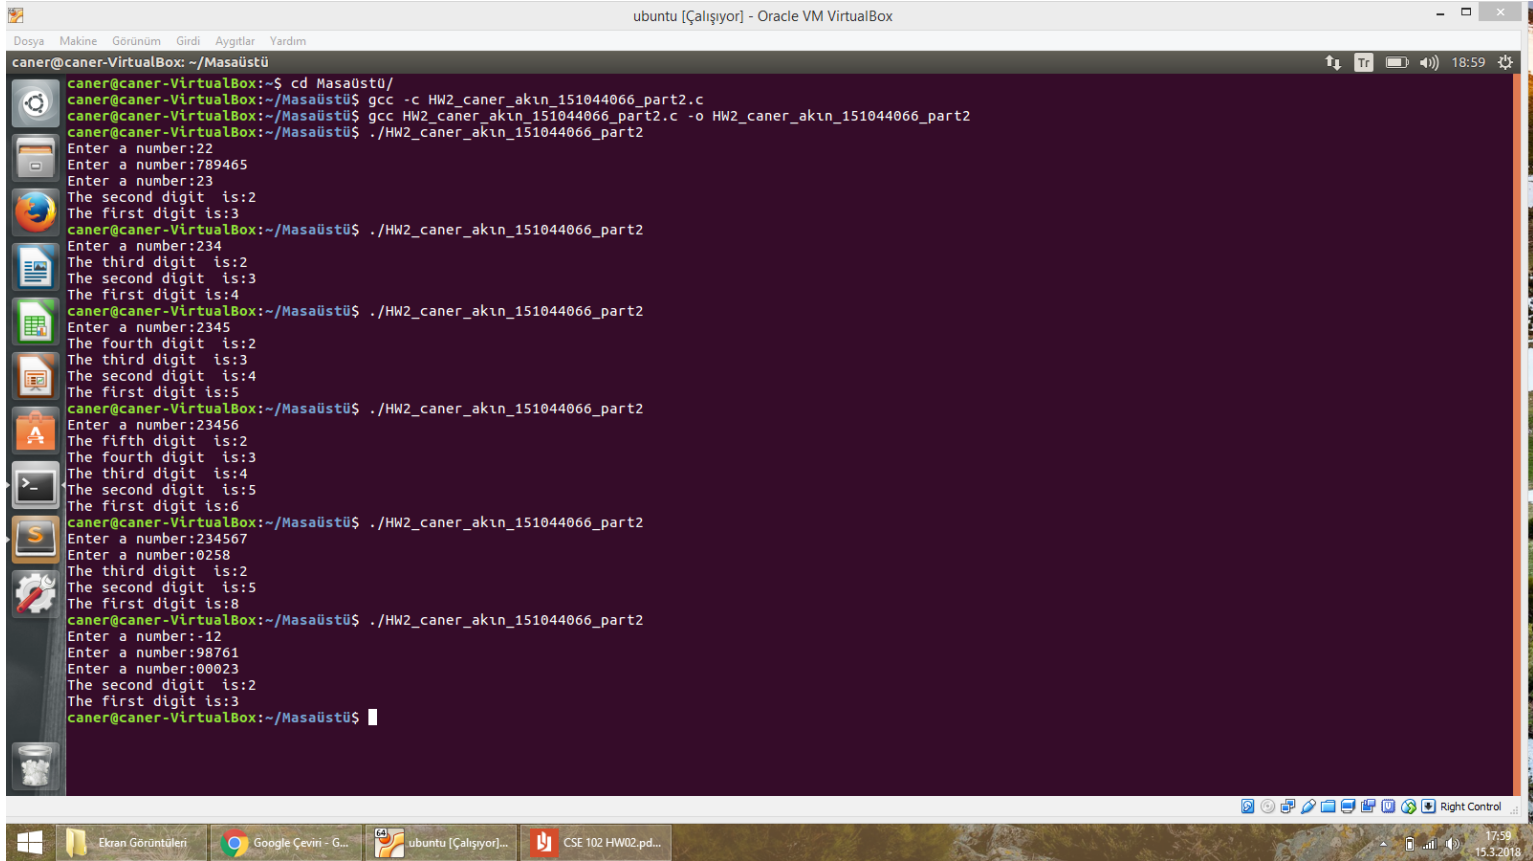 ubuntu [Çalışıyor] - Oracle VM VirtualBox
Dosya Makine Görünüm Girdi Aygıtlar Yardım
caner@caner-VirtualBox: ~/Masaüstü Tr 18:59
caner@caner-VirtualBox:~$ cd Masaüstü/
caner@caner-VirtualBox:~/Masaüstü$ gcc -c HW2_caner_akın_151044066_part2.c
caner@caner-VirtualBox:~/Masaüstü$ gcc HW2_caner_akın_151044066_part2.c -o HW2_caner_akın_151044066_part2
caner@caner-VirtualBox:~/Masaüstü$ ./HW2_caner_akın_151044066_part2
Enter a number:22
Enter a number:789465
Enter a number:23
The second digit  is:2
The first digit is:3
caner@caner-VirtualBox:~/Masaüstü$ ./HW2_caner_akın_151044066_part2
Enter a number:234
The third digit  is:2
The second digit  is:3
The first digit is:4
caner@caner-VirtualBox:~/Masaüstü$ ./HW2_caner_akın_151044066_part2
Enter a number:2345
The fourth digit  is:2
The third digit  is:3
The second digit  is:4
The first digit is:5
caner@caner-VirtualBox:~/Masaüstü$ ./HW2_caner_akın_151044066_part2
Enter a number:23456
The fifth digit  is:2
The fourth digit  is:3
The third digit  is:4
The second digit  is:5
The first digit is:6
caner@caner-VirtualBox:~/Masaüstü$ ./HW2_caner_akın_151044066_part2
Enter a number:234567
Enter a number:0258
The third digit  is:2
The second digit  is:5
The first digit is:8
caner@caner-VirtualBox:~/Masaüstü$ ./HW2_caner_akın_151044066_part2
Enter a number:-12
Enter a number:98761
Enter a number:00023
The second digit  is:2
The first digit is:3
caner@caner-VirtualBox:~/Masaüstü$
Right Control
Ekran Görüntüleri Google Çeviri - G... 64 ubuntu [Çalışıyor]... CSE 102 HW02.pd... 17:59
15.3.2018